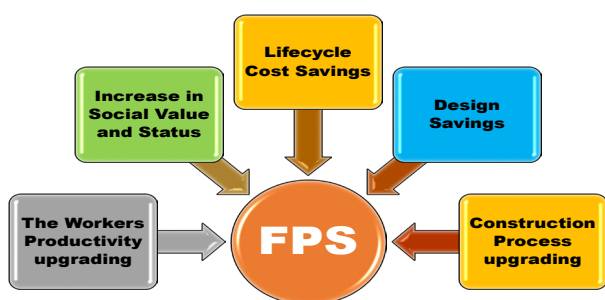 Lifecycle
Cost Savings
Increase in
Social Value
and Status
Design
Savings
The Workers
Productivity
upgrading
FPS
Construction
Process
upgrading